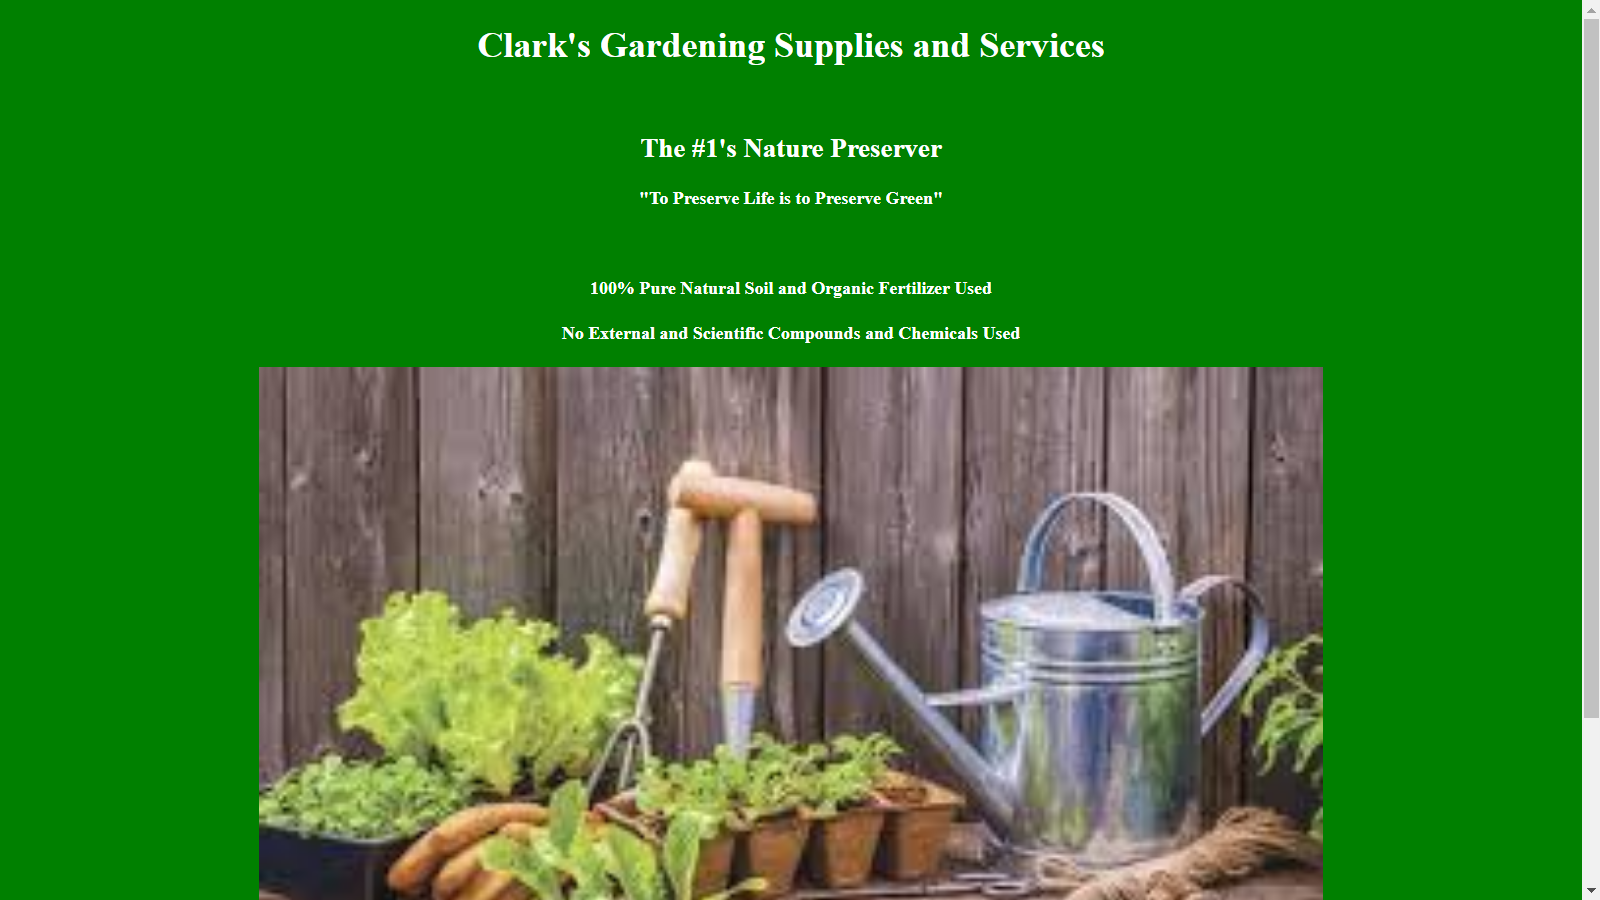 Clark's Gardening Supplies and Services
The #1's Nature Preserver
"To Preserve Life is to Preserve Green"
100% Pure Natural Soil and Organic Fertilizer Used
No External and Scientific Compounds and Chemicals Used